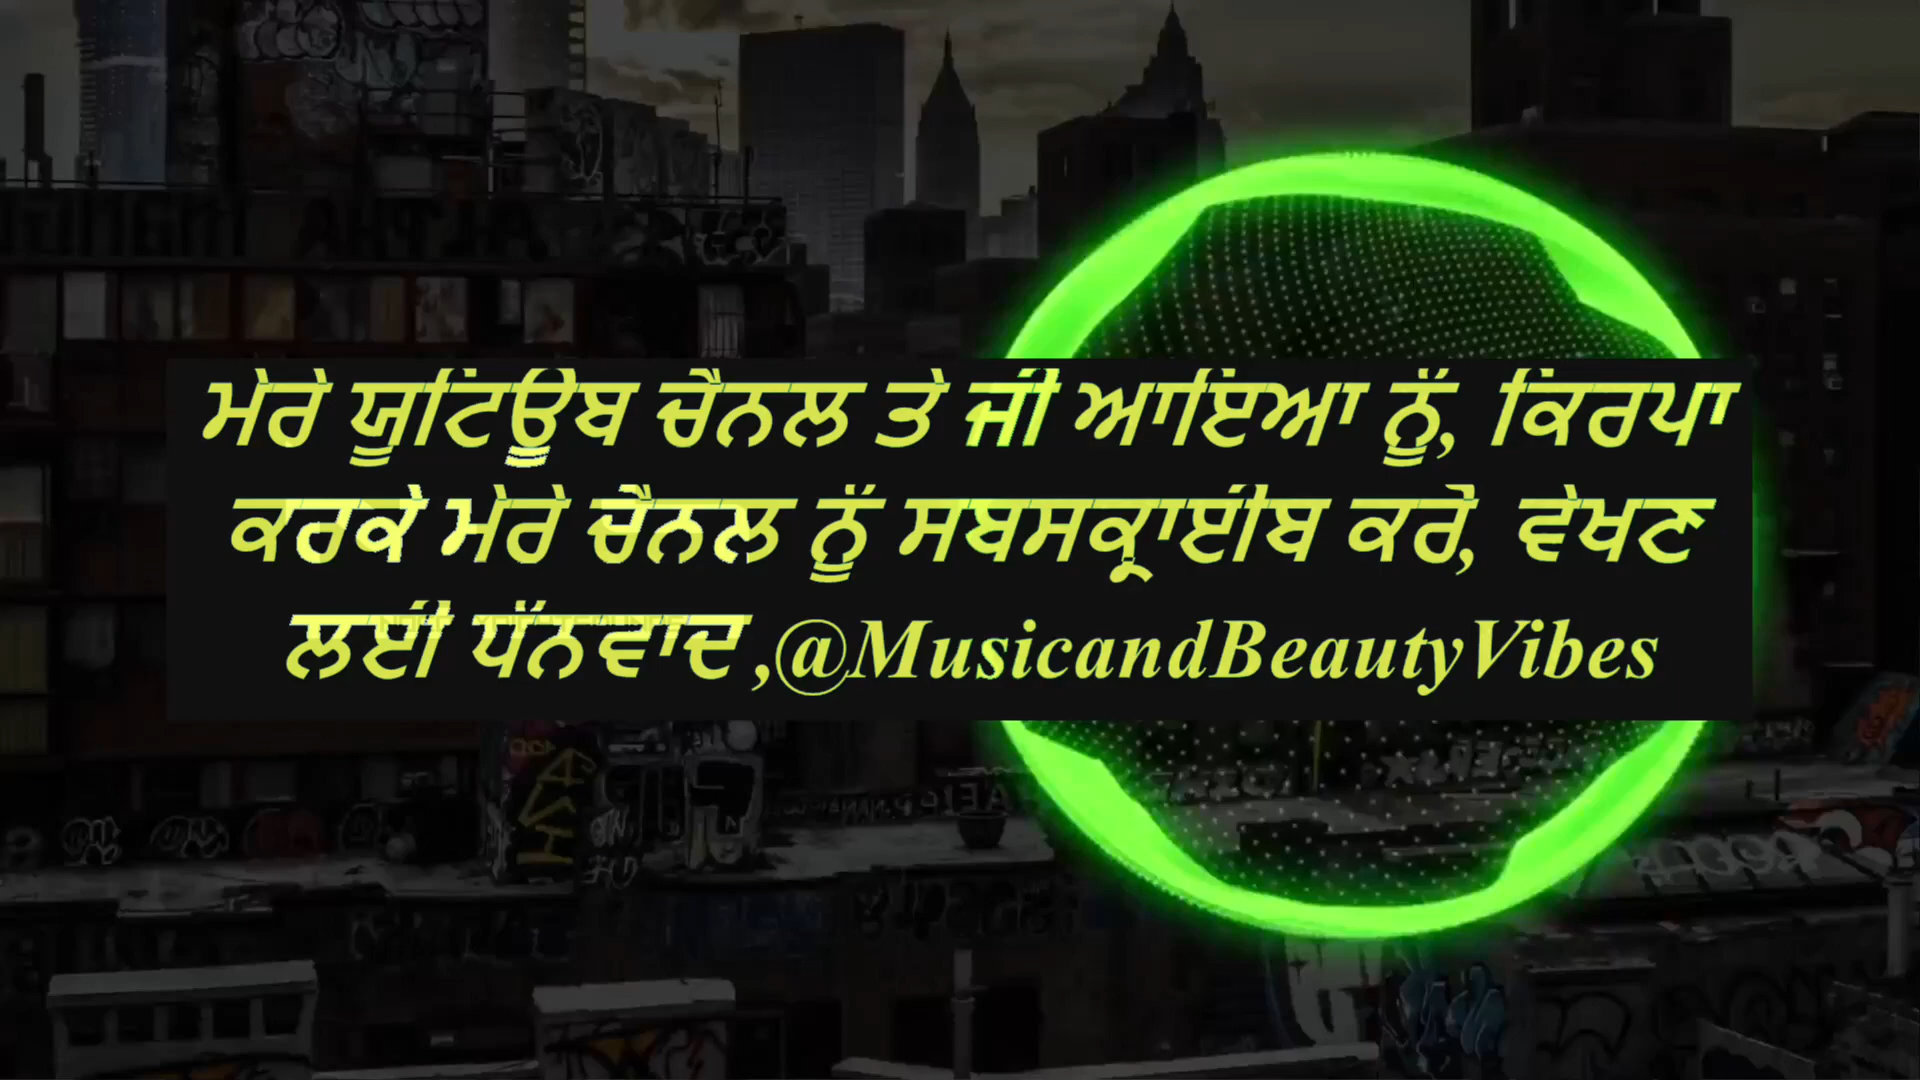 ਮੇਰੇ ਯੂਟਿਊਬ ਚੈਨਲ ਤੇ ਜੀ ਆਇਆ ਨੂੰ, ਕਿਰਪਾ
ਕਰਕੇ ਮੇਰੇ ਚੈਨਲ ਨੂੰ ਸਬਸਕ੍ਰਾਈਬ ਕਰੋ, ਵੇਖਣ
ਲਈ ਧੰਨਵਾਦ ,@MusicandBeautyVibes